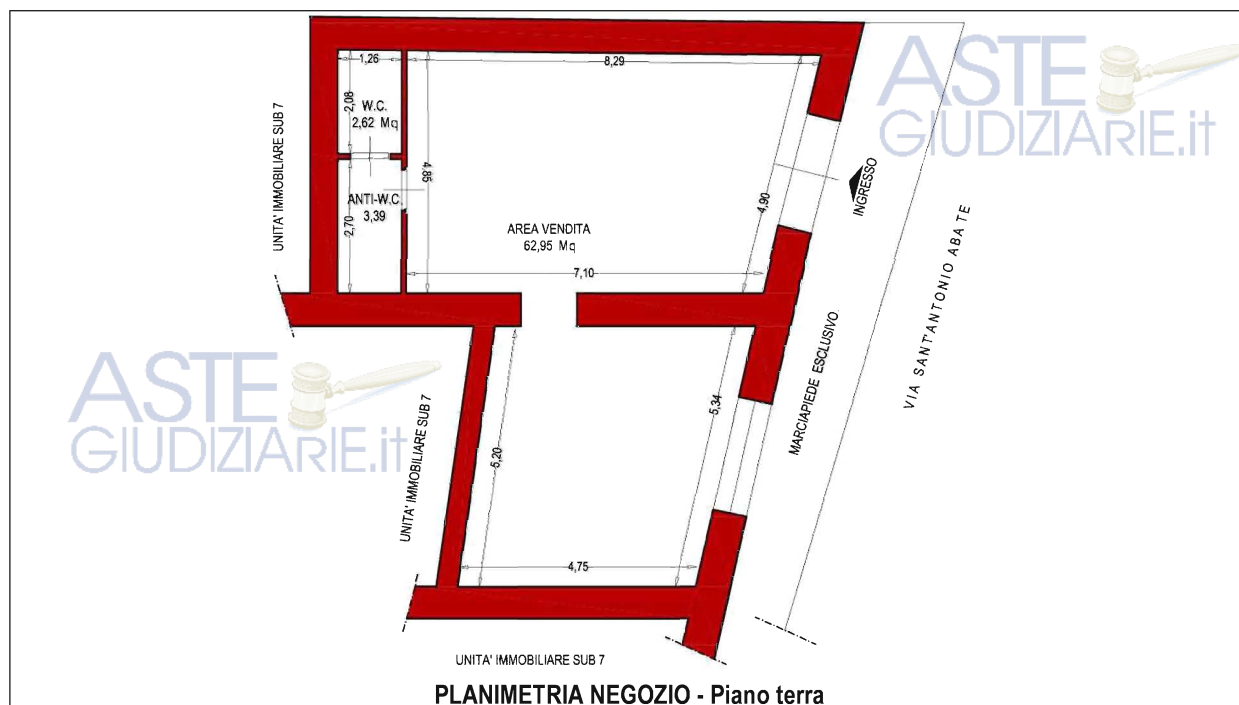 ASTE
GIUDIZIARIE.it
1,26
8,29
2,08
W.C.
2,62 Mq
UNITA' IMMOBILIARE SUB 7
4,85
ANTI-W.C.
3,39
2,70
4,90
INGRESSO
AREA VENDITA
62,95 Mq
7,10
VIA SANT'ANTONIO ABATE
MARCIAPIEDE ESCLUSIVO
ASTE
GIUDIZIARIE.it
UNITA' IMMOBILIARE SUB 7
5,20
5,34
4,75
UNITA' IMMOBILIARE SUB 7
PLANIMETRIA NEGOZIO - Piano terra